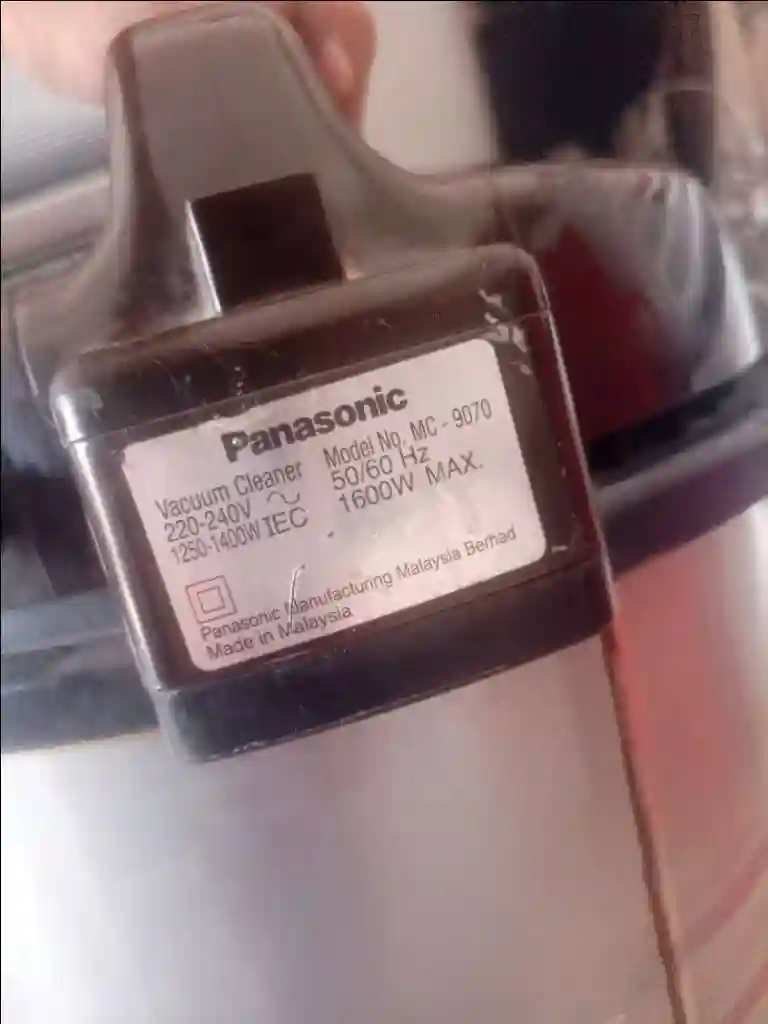 Panasonic
Vacuum Cleaner Model No. MC - 9070
220-240V ~ 50/60 Hz
1250-1400W IEC 1600W MAX.
Panasonic Manufacturing Malaysia Berhad
Made in Malaysia